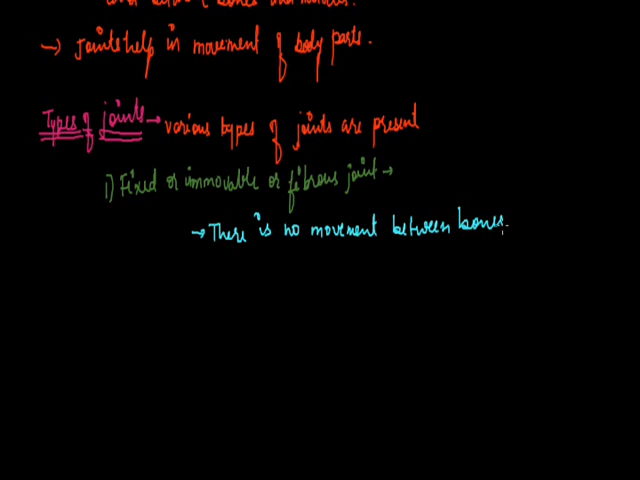 bones
→ Joints help in movement of body parts.
Types of joints → various types of joints are present
1) Fixed or immovable or fibrous joint →
→ There is no movement between bones.